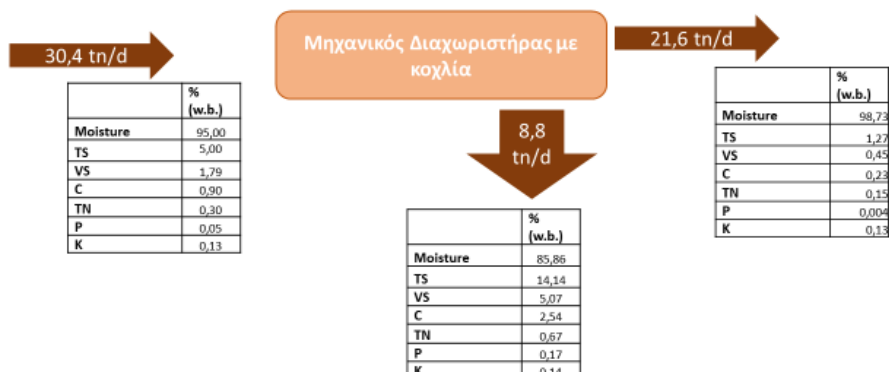 30,4 tn/d
Μηχανικός Διαχωριστήρας με
κοχλία
21,6 tn/d
8,8
tn/d
%
(w.b.)
Moisture 95,00
TS 5,00
VS 1,79
C 0,90
TN 0,30
P 0,05
K 0,13
%
(w.b.)
Moisture 85,86
TS 14,14
VS 5,07
C 2,54
TN 0,67
P 0,17
K 0,14
%
(w.b.)
Moisture 98,73
TS 1,27
VS 0,45
C 0,23
TN 0,15
P 0,004
K 0,13